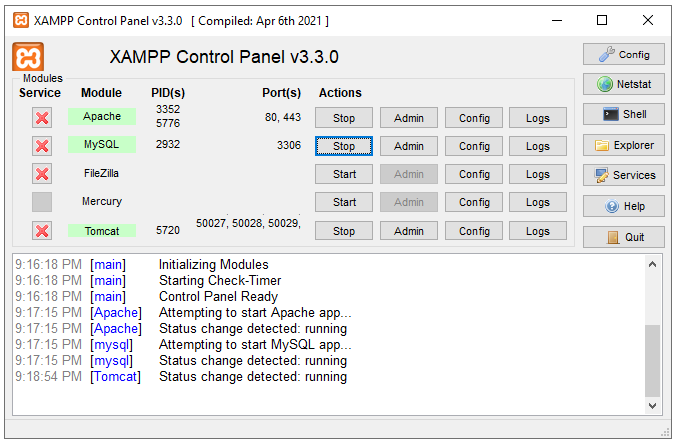 XAMPP Control Panel v3.3.0 [ Compiled: Apr 6th 2021 ]
XAMPP Control Panel v3.3.0
Config
Modules
Service Module PID(s) Port(s) Actions
Netstat
Apache 3352 5776 80, 443 Stop Admin Config Logs
Shell
MySQL 2932 3306 Stop Admin Config Logs
Explorer
FileZilla Start Admin Config Logs
Services
Mercury Start Admin Config Logs
Help
Tomcat 5720 50027, 50028, 50029, Stop Admin Config Logs
Quit
9:16:18 PM [main] Initializing Modules
9:16:18 PM [main] Starting Check-Timer
9:16:18 PM [main] Control Panel Ready
9:17:15 PM [Apache] Attempting to start Apache app...
9:17:15 PM [Apache] Status change detected: running
9:17:15 PM [mysql] Attempting to start MySQL app...
9:17:15 PM [mysql] Status change detected: running
9:18:54 PM [Tomcat] Status change detected: running